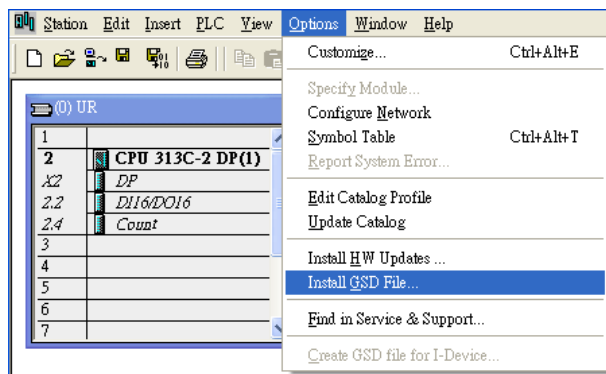 Station Edit Insert PLC View Options Window Help
Customize... Ctrl+Alt+E
Specify Module...
Configure Network
Symbol Table Ctrl+Alt+T
Report System Error...
Edit Catalog Profile
Update Catalog
Install HW Updates ...
Install GSD File...
Find in Service & Support...
Create GSD file for I-Device...
(0) UR
1
2 CPU 313C-2 DP(1)
X2 DP
2.2 DI16/DO16
2.4 Count
3
4
5
6
7